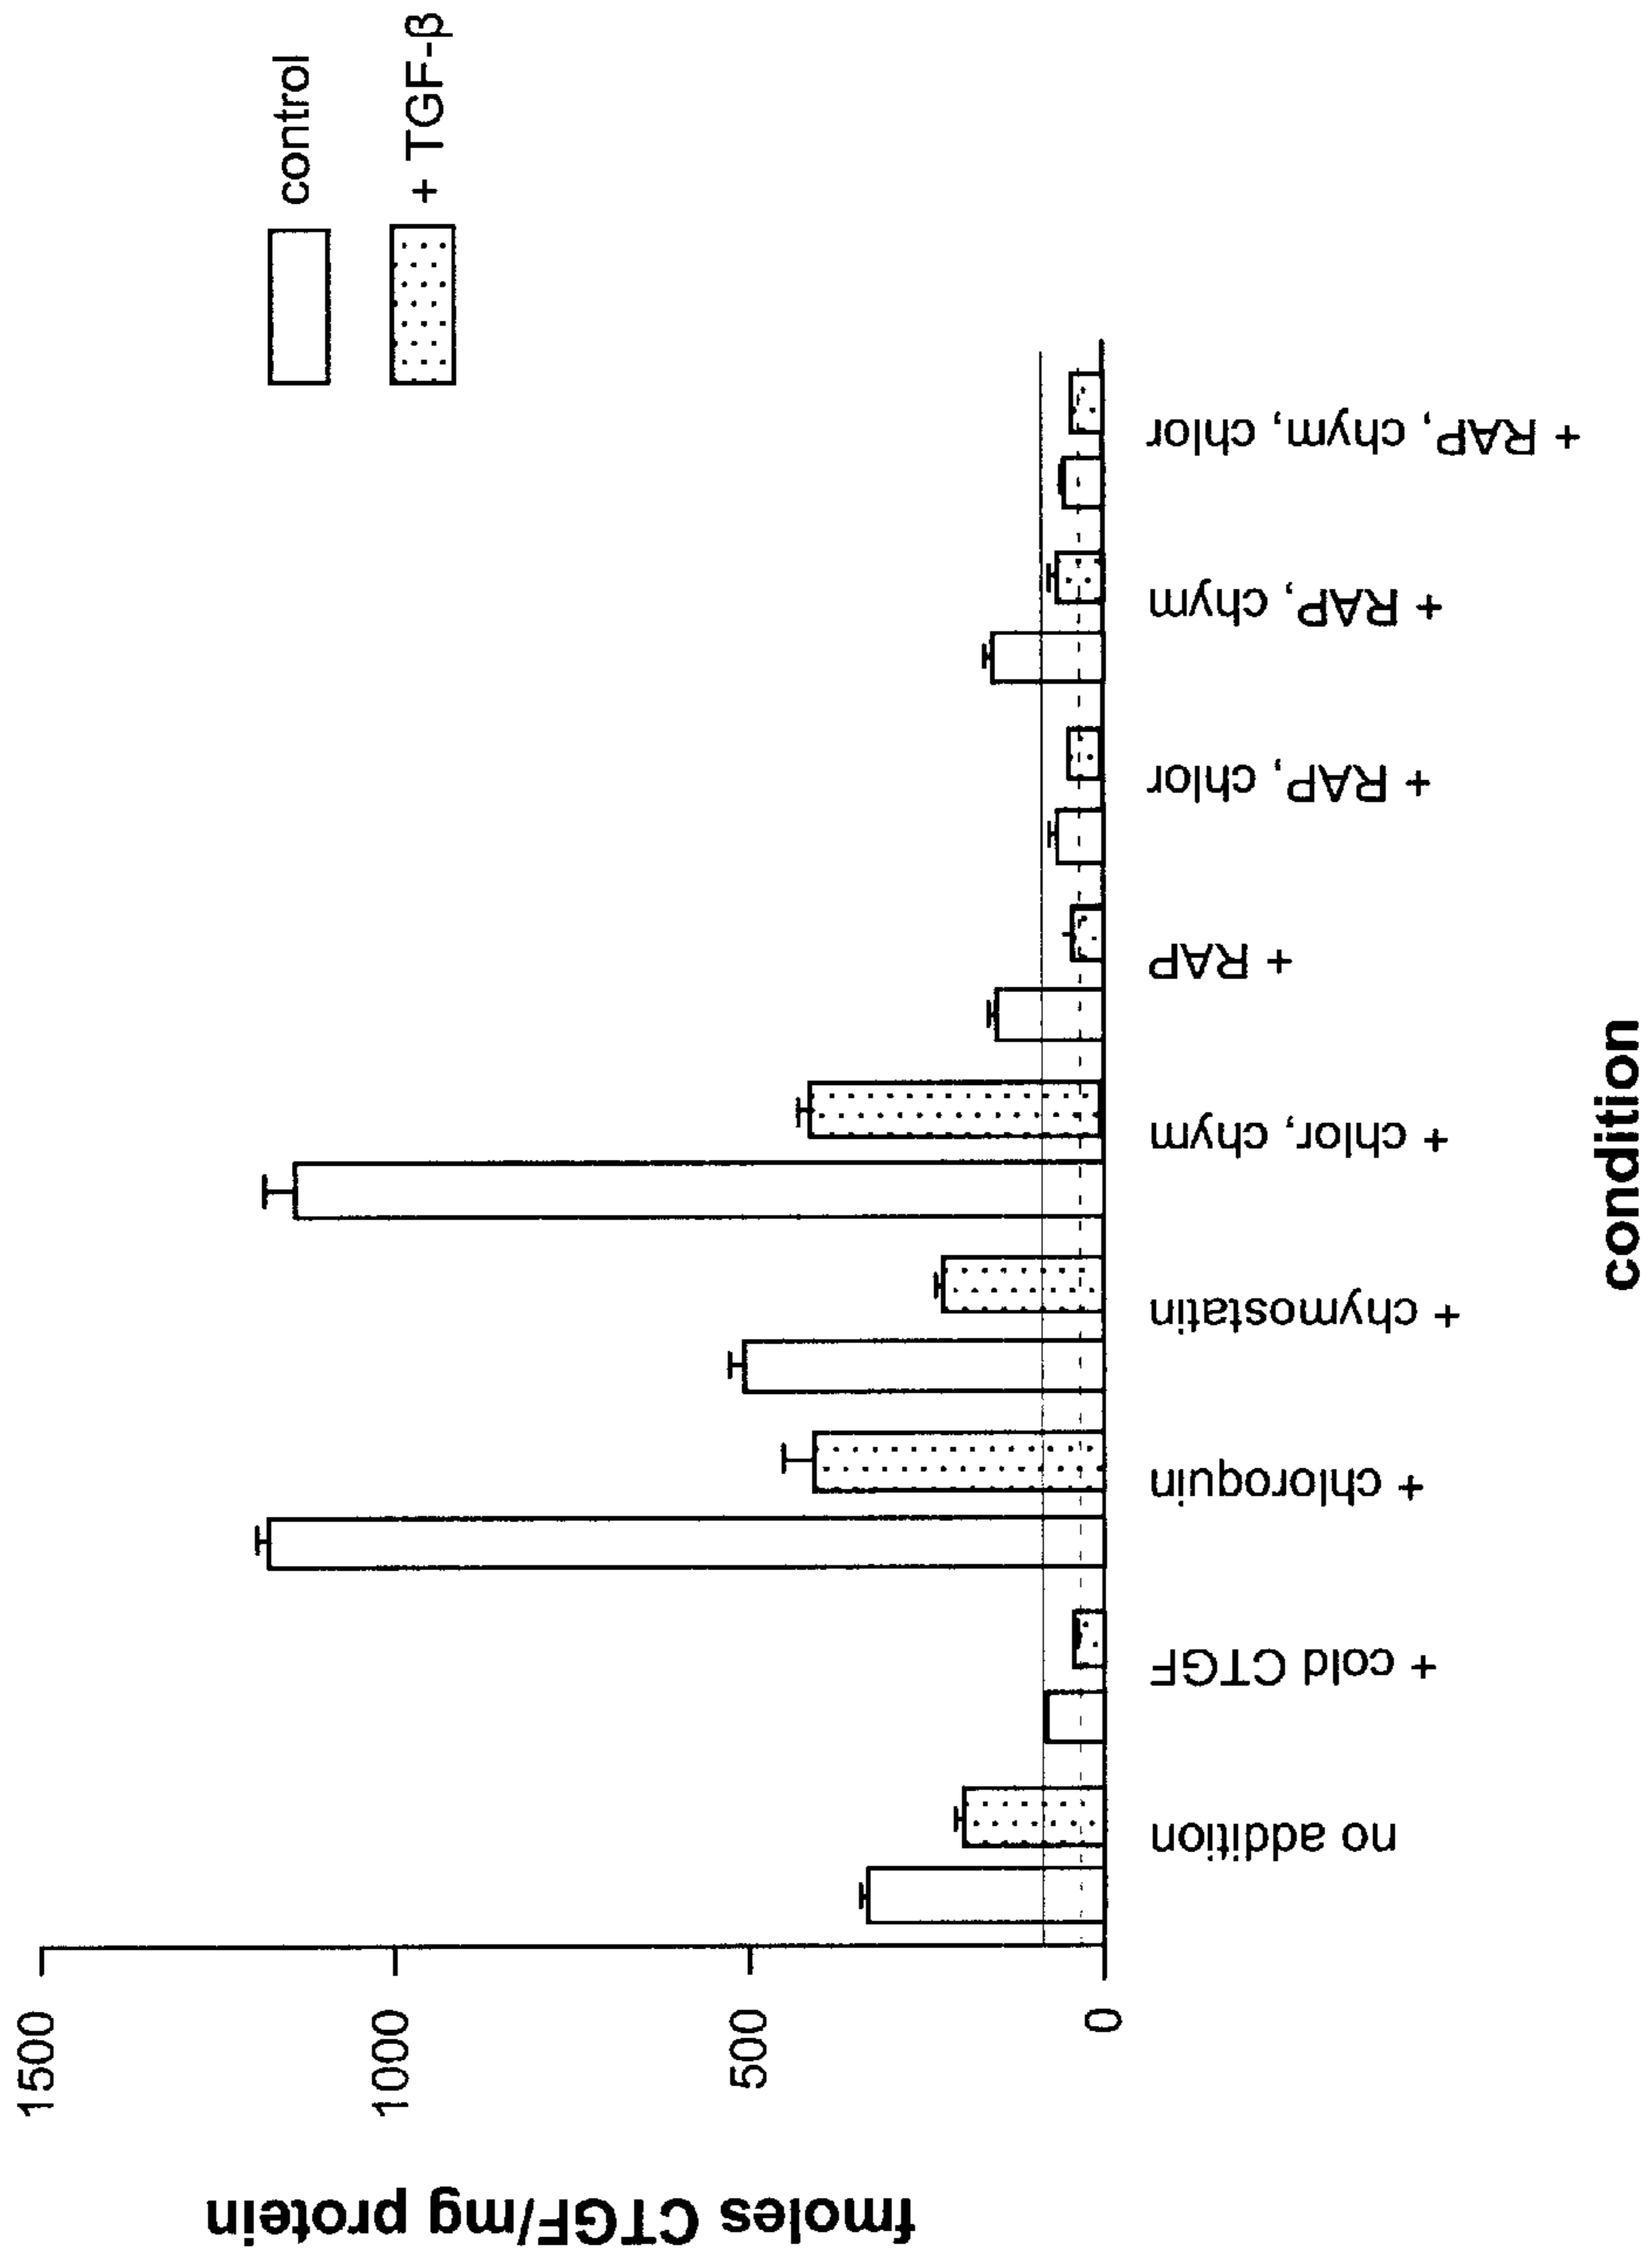 control
+ TGF-β
1500
1000
500
0
fmoles CTGF/mg protein
no addition
+ cold CTGF
+ chloroquin
+ chymostatin
+ chlor, chym
+ RAP
+ RAP, chlor
+ RAP, chym
+ RAP, chym, chlor
condition